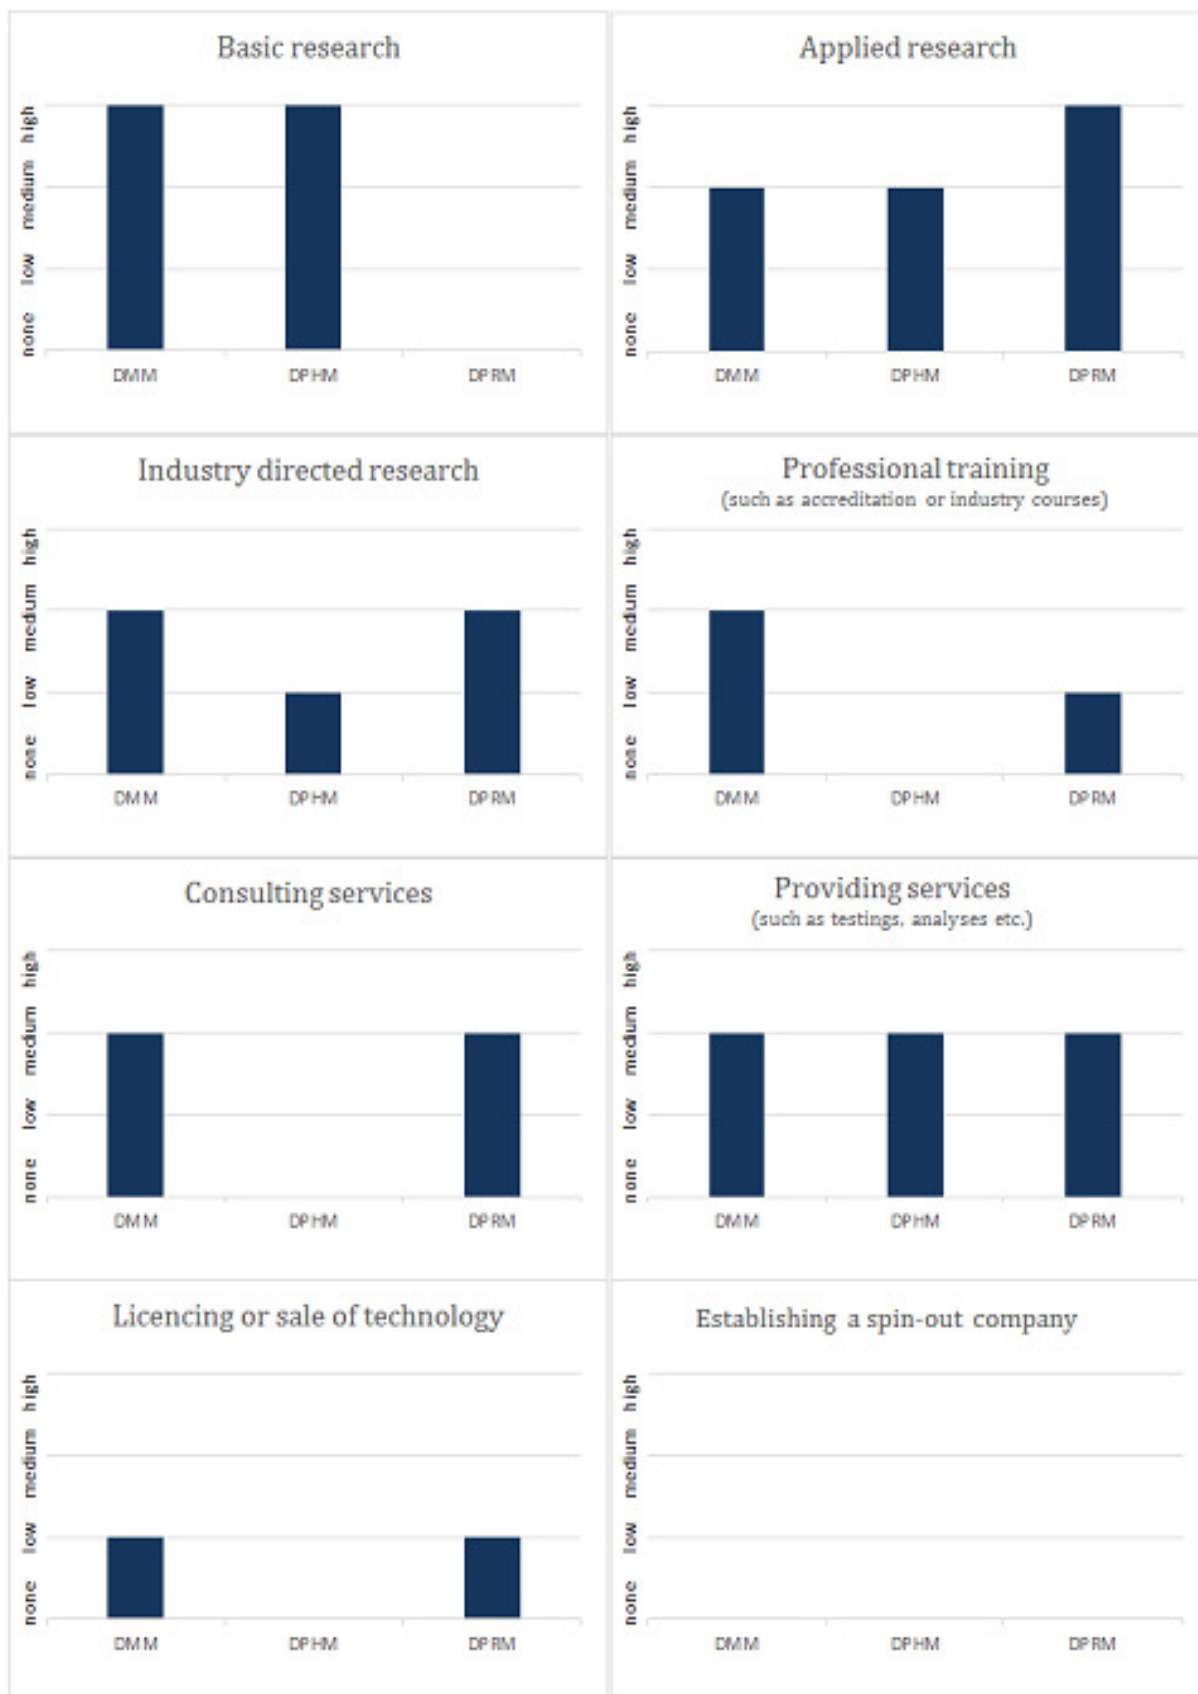 Basic research
high
medium
low
none
DMM
DPHM
DPRM
Applied research
high
medium
low
none
DMM
DPHM
DPRM
Industry directed research
high
medium
low
none
DMM
DPHM
DPRM
Professional training
(such as accreditation or industry courses)
high
medium
low
none
DMM
DPHM
DPRM
Consulting services
high
medium
low
none
DMM
DPHM
DPRM
Providing services
(such as testings, analyses etc.)
high
medium
low
none
DMM
DPHM
DPRM
Licencing or sale of technology
high
medium
low
none
DMM
DPHM
DPRM
Establishing a spin-out company
high
medium
low
none
DMM
DPHM
DPRM